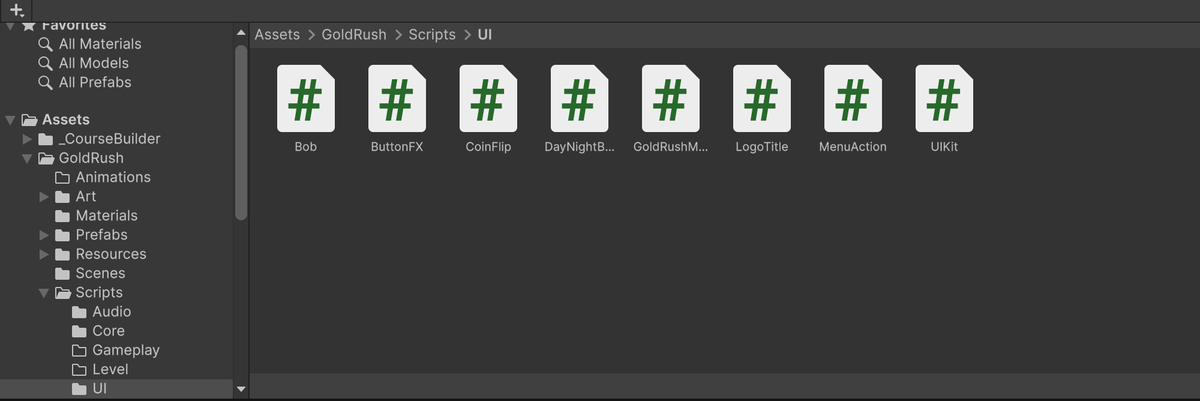 Favorites
All Materials
All Models
All Prefabs
Assets
_CourseBuilder
GoldRush
Animations
Art
Materials
Prefabs
Resources
Scenes
Scripts
Audio
Core
Gameplay
Level
UI
Assets > GoldRush > Scripts > UI
# # # # # # # #
Bob ButtonFX CoinFlip DayNightB... GoldRushM... LogoTitle MenuAction UIKit